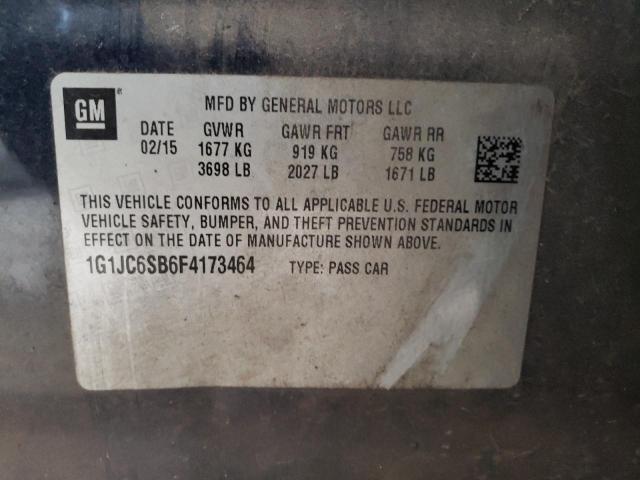 GM
MFD BY GENERAL MOTORS LLC
DATE GVWR GAWR FRT GAWR RR
02/15 1677 KG 919 KG 758 KG
3698 LB 2027 LB 1671 LB
THIS VEHICLE CONFORMS TO ALL APPLICABLE U.S. FEDERAL MOTOR
VEHICLE SAFETY, BUMPER, AND THEFT PREVENTION STANDARDS IN
EFFECT ON THE DATE OF MANUFACTURE SHOWN ABOVE.
1G1JC6SB6F4173464 TYPE: PASS CAR